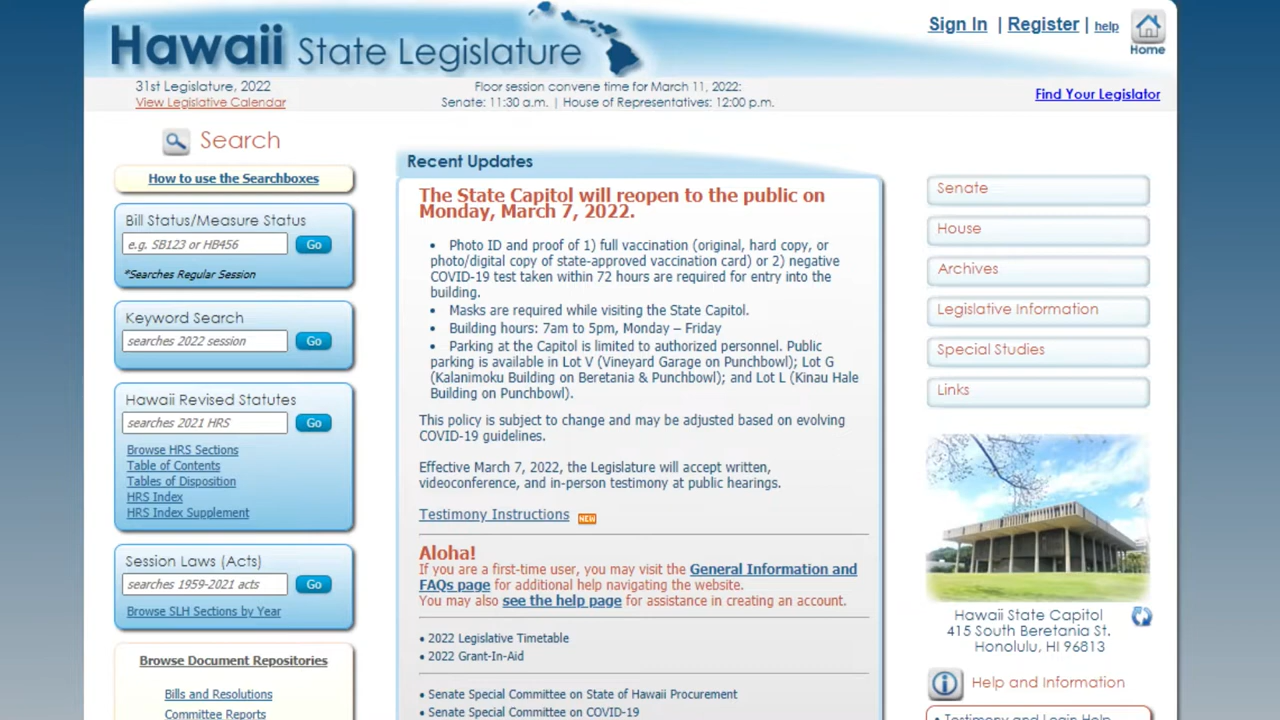 Hawaii State Legislature
Sign In | Register | help
Home
31st Legislature, 2022
View Legislative Calendar
Floor session convene time for March 11, 2022:
Senate: 11:30 a.m. | House of Representatives: 12:00 p.m.
Find Your Legislator
Search
How to use the Searchboxes
Bill Status/Measure Status
e.g. SB123 or HB456
Go
*Searches Regular Session
Keyword Search
searches 2022 session
Go
Hawaii Revised Statutes
searches 2021 HRS
Go
Browse HRS Sections
Table of Contents
Tables of Disposition
HRS Index
HRS Index Supplement
Session Laws (Acts)
searches 1959-2021 acts
Go
Browse SLH Sections by Year
Browse Document Repositories
Bills and Resolutions
Committee Reports
Recent Updates
The State Capitol will reopen to the public on
Monday, March 7, 2022.
• Photo ID and proof of 1) full vaccination (original, hard copy, or
photo/digital copy of state-approved vaccination card) or 2) negative
COVID-19 test taken within 72 hours are required for entry into the
building.
• Masks are required while visiting the State Capitol.
• Building hours: 7am to 5pm, Monday – Friday
• Parking at the Capitol is limited to authorized personnel. Public
parking is available in Lot V (Vineyard Garage on Punchbowl); Lot G
(Kalanimoku Building on Beretania & Punchbowl); and Lot L (Kinau Hale
Building on Punchbowl).
This policy is subject to change and may be adjusted based on evolving
COVID-19 guidelines.
Effective March 7, 2022, the Legislature will accept written,
videoconference, and in-person testimony at public hearings.
Testimony Instructions NEW
Aloha!
If you are a first-time user, you may visit the General Information and
FAQs page for additional help navigating the website.
You may also see the help page for assistance in creating an account.
• 2022 Legislative Timetable
• 2022 Grant-In-Aid
• Senate Special Committee on State of Hawaii Procurement
• Senate Special Committee on COVID-19
Senate
House
Archives
Legislative Information
Special Studies
Links
Hawaii State Capitol
415 South Beretania St.
Honolulu, HI 96813
Help and Information
• Testimony and Login Help